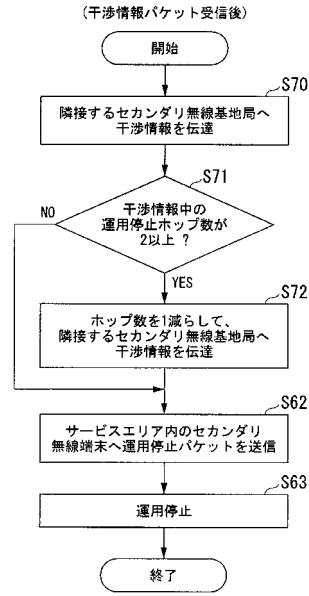 (干渉情報パケット受信後)
開始
S70
隣接するセカンダリ無線基地局へ
干渉情報を伝達
S71
干渉情報中の
運用停止ホップ数が
2以上 ?
NO
YES
S72
ホップ数を1減らして、
隣接するセカンダリ無線基地局へ
干渉情報を伝達
S62
サービスエリア内のセカンダリ
無線端末へ運用停止パケットを送信
S63
運用停止
終了